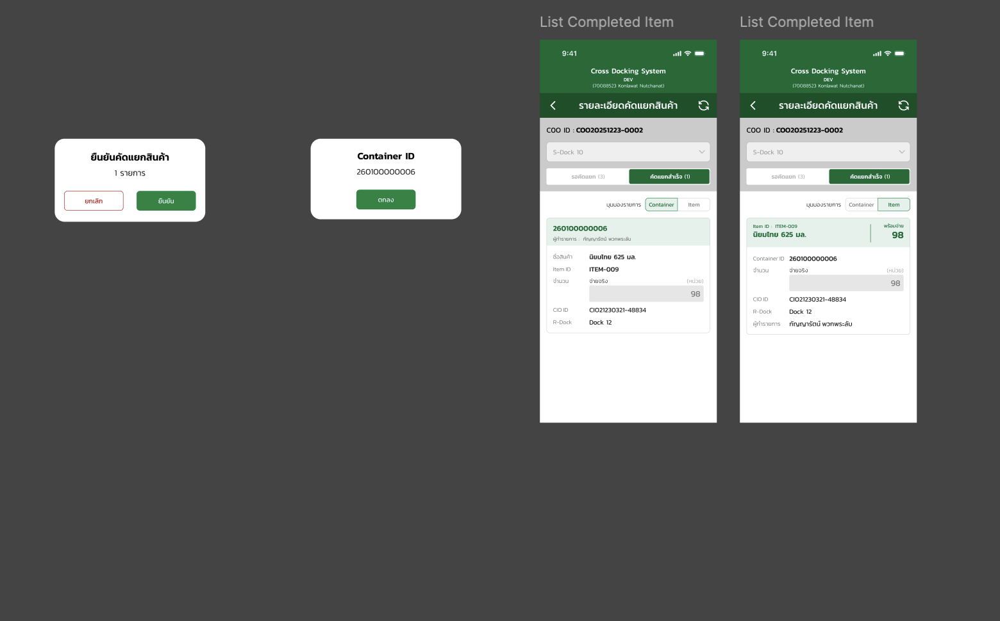 List Completed Item
List Completed Item
ยืนยันคัดแยกสินค้า
1 รายการ
ยกเลิก
ยืนยัน
Container ID
260100000006
ตกลง
9:41
Cross Docking System
DEV
(70088523 Konlawat Nutchanat)
รายละเอียดคัดแยกสินค้า
COO ID : COO20251223-0002
S-Dock 10
รอคัดแยก (3)
คัดแยกสำเร็จ (1)
มุมมองรายการ
Container
Item
260100000006
ผู้ทำรายการ : กัญญารัตน์ พวกพระลับ
ชื่อสินค้า นิยมไทย 625 มล.
Item ID ITEM-009
จำนวน จ่ายจริง (หน่วย)
98
CIO ID CIO21230321-48834
R-Dock Dock 12
9:41
Cross Docking System
DEV
(70088523 Konlawat Nutchanat)
รายละเอียดคัดแยกสินค้า
COO ID : COO20251223-0002
S-Dock 10
รอคัดแยก (3)
คัดแยกสำเร็จ (1)
มุมมองรายการ
Container
Item
Item ID : ITEM-009
นิยมไทย 625 มล.
พร้อมจ่าย
98
Container ID 260100000006
จำนวน จ่ายจริง (หน่วย)
98
CIO ID CIO21230321-48834
R-Dock Dock 12
ผู้ทำรายการ กัญญารัตน์ พวกพระลับ